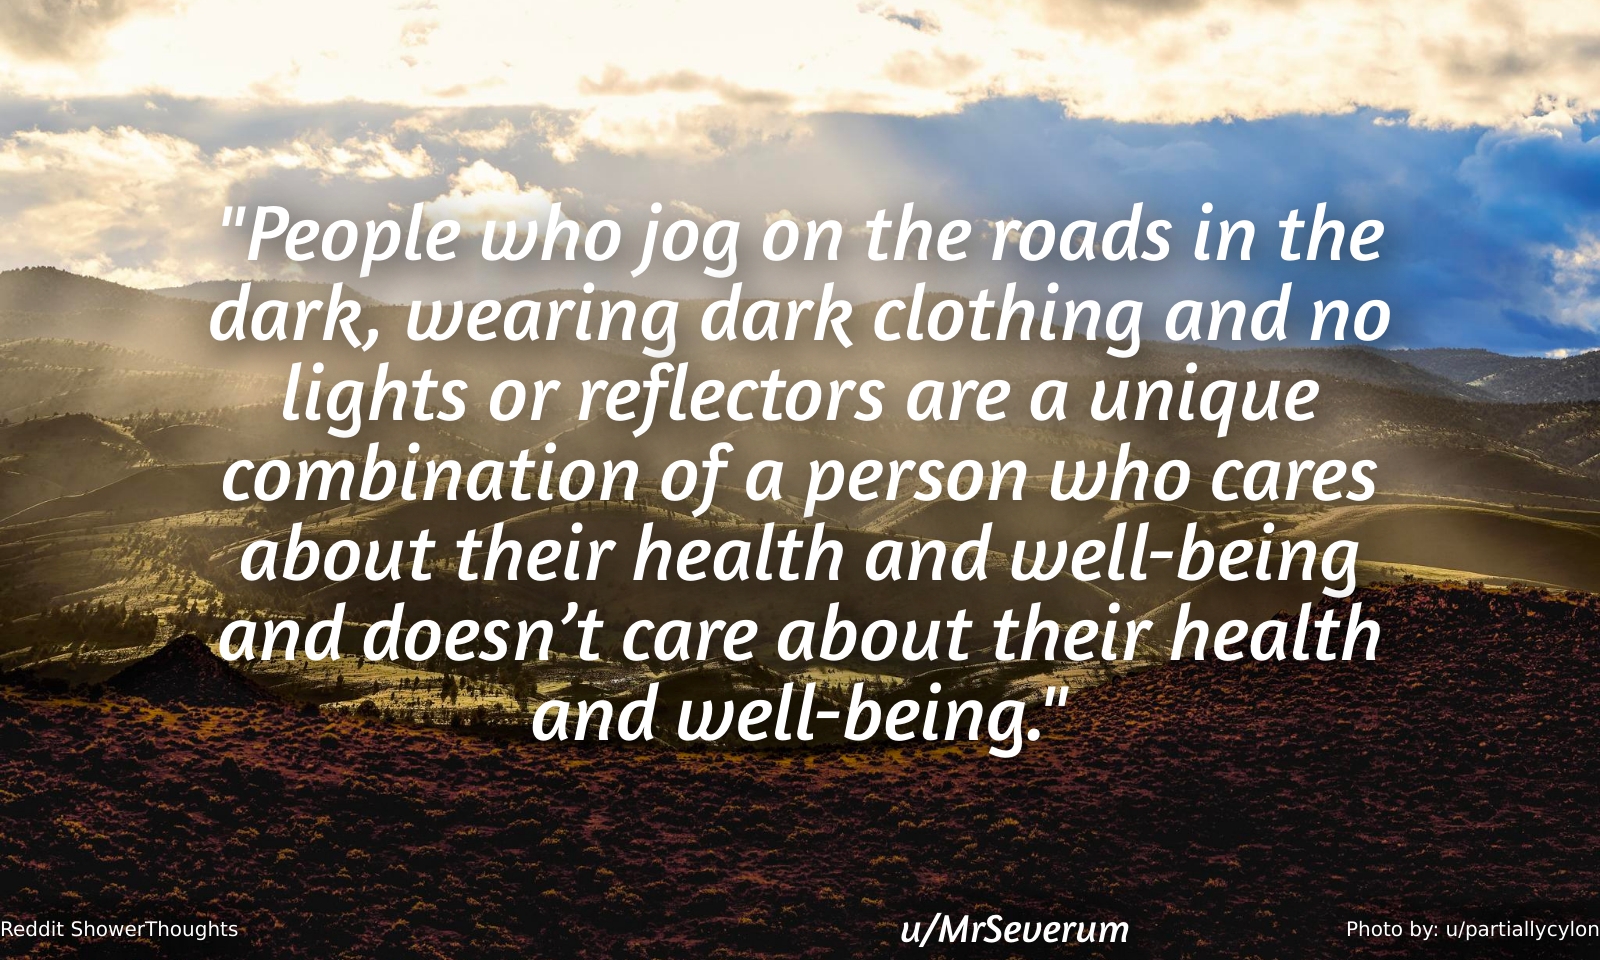 "People who jog on the roads in the
dark, wearing dark clothing and no
lights or reflectors are a unique
combination of a person who cares
about their health and well-being
and doesn’t care about their health
and well-being."
Reddit ShowerThoughts
u/MrSeverum
Photo by: u/partiallycylon